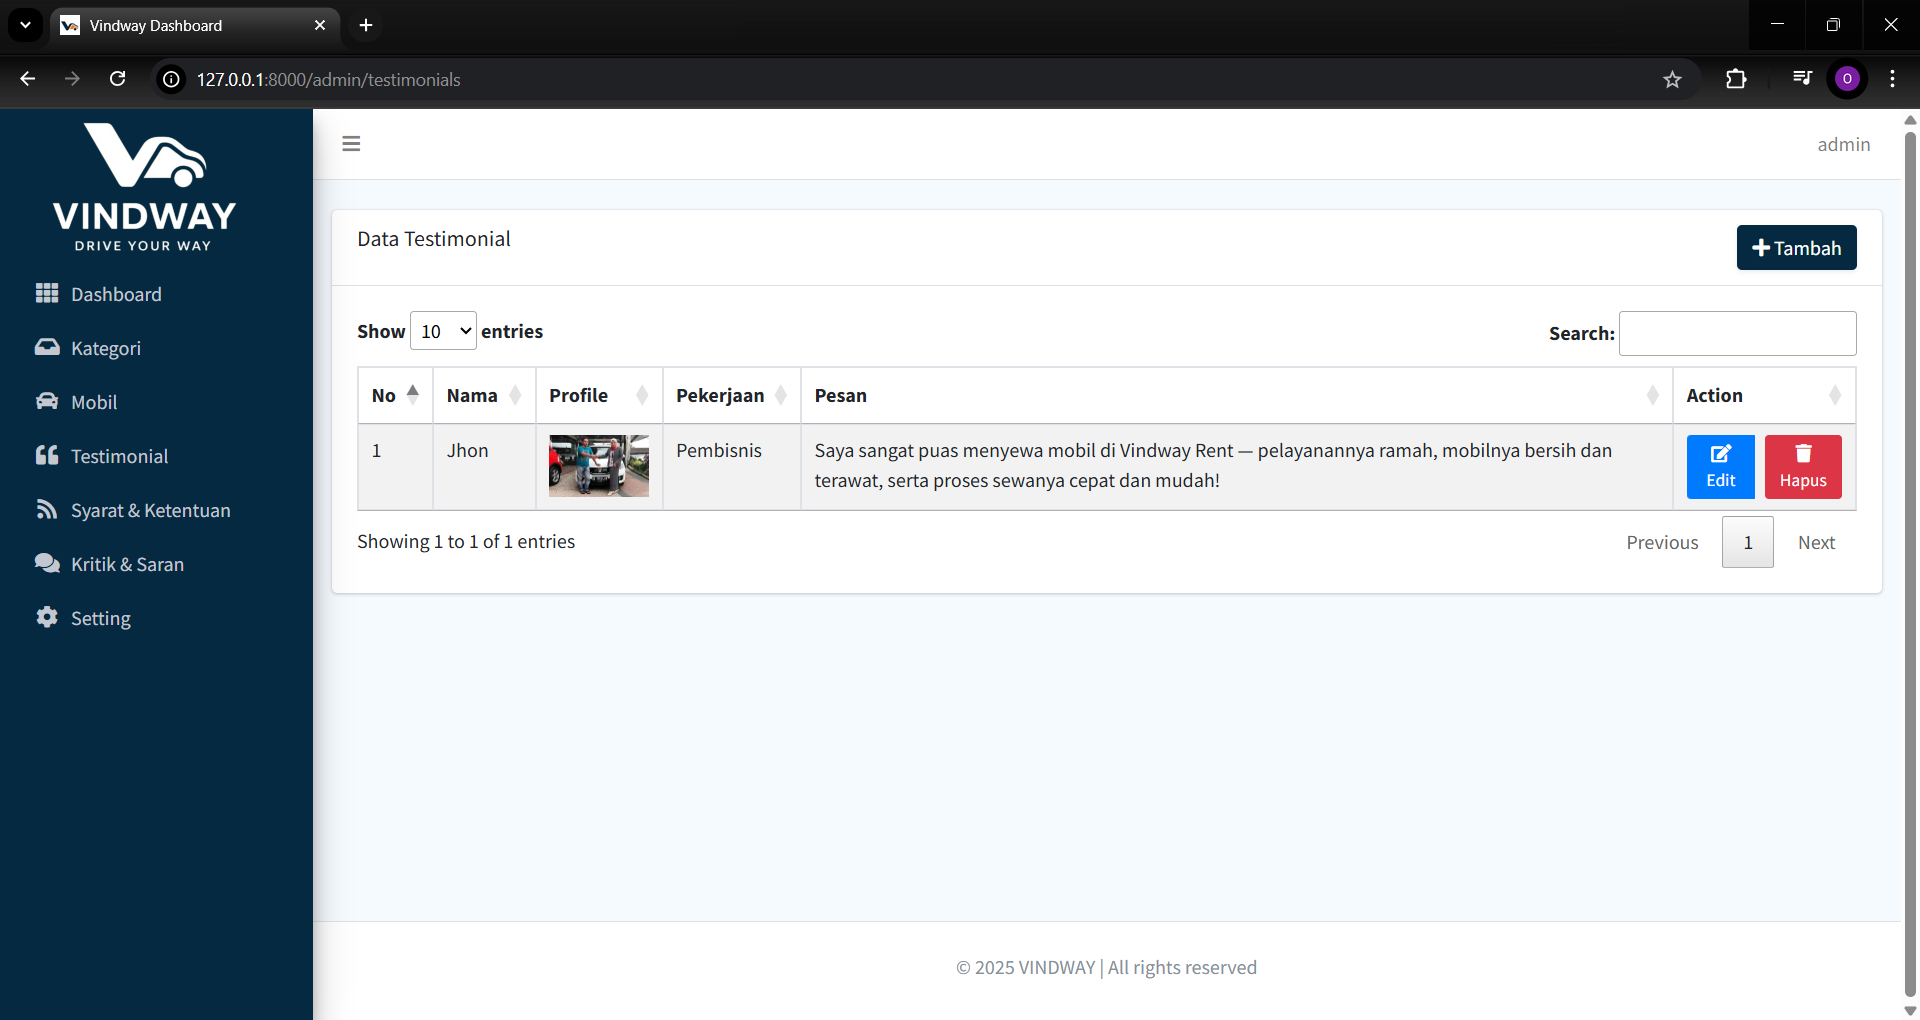 Vindway Dashboard
127.0.0.1:8000/admin/testimonials
O
VINDWAY
DRIVE YOUR WAY
Dashboard
Kategori
Mobil
Testimonial
Syarat & Ketentuan
Kritik & Saran
Setting
admin
Data Testimonial
Tambah
Show 10 entries
Search:
No Nama Profile Pekerjaan Pesan Action
1 Jhon Pembisnis Saya sangat puas menyewa mobil di Vindway Rent — pelayanannya ramah, mobilnya bersih dan
terawat, serta proses sewanya cepat dan mudah!
Edit Hapus
Showing 1 to 1 of 1 entries
Previous 1 Next
© 2025 VINDWAY | All rights reserved